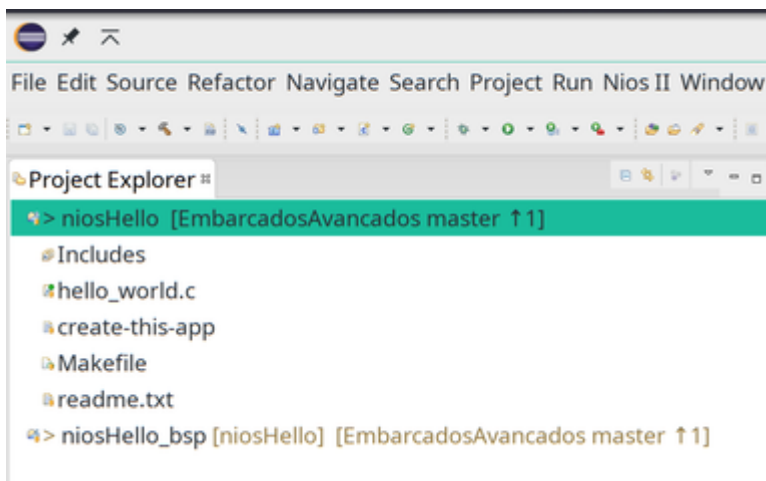 File Edit Source Refactor Navigate Search Project Run Nios II Window
Project Explorer
> niosHello [EmbarcadosAvancados master ↑1]
Includes
hello_world.c
create-this-app
Makefile
readme.txt
> niosHello_bsp [niosHello] [EmbarcadosAvancados master ↑1]